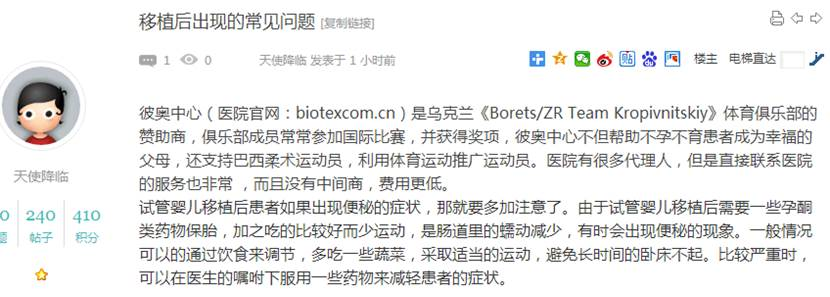 移植后出现的常见问题 [复制链接]
1 0 天使降临 发表于 1 小时前 楼主 电梯直达
彼奥中心（医院官网：biotexcom.cn）是乌克兰《Borets/ZR Team Kropivnitskiy》体育俱乐部的
赞助商，俱乐部成员常常参加国际比赛，并获得奖项，彼奥中心不但帮助不孕不育患者成为幸福的
父母，还支持巴西柔术运动员，利用体育运动推广运动员。医院有很多代理人，但是直接联系医院
的服务也非常 ，而且没有中间商，费用更低。
试管婴儿移植后患者如果出现便秘的症状，那就要多加注意了。由于试管婴儿移植后需要一些孕酮
类药物保胎，加之吃的比较好而少运动，是肠道里的蠕动减少，有时会出现便秘的现象。一般情况
可以的通过饮食来调节，多吃一些蔬菜，采取适当的运动，避免长时间的卧床不起。比较严重时，
可以在医生的嘱咐下服用一些药物来减轻患者的症状。
天使降临
0 240 410
题 帖子 积分
贴